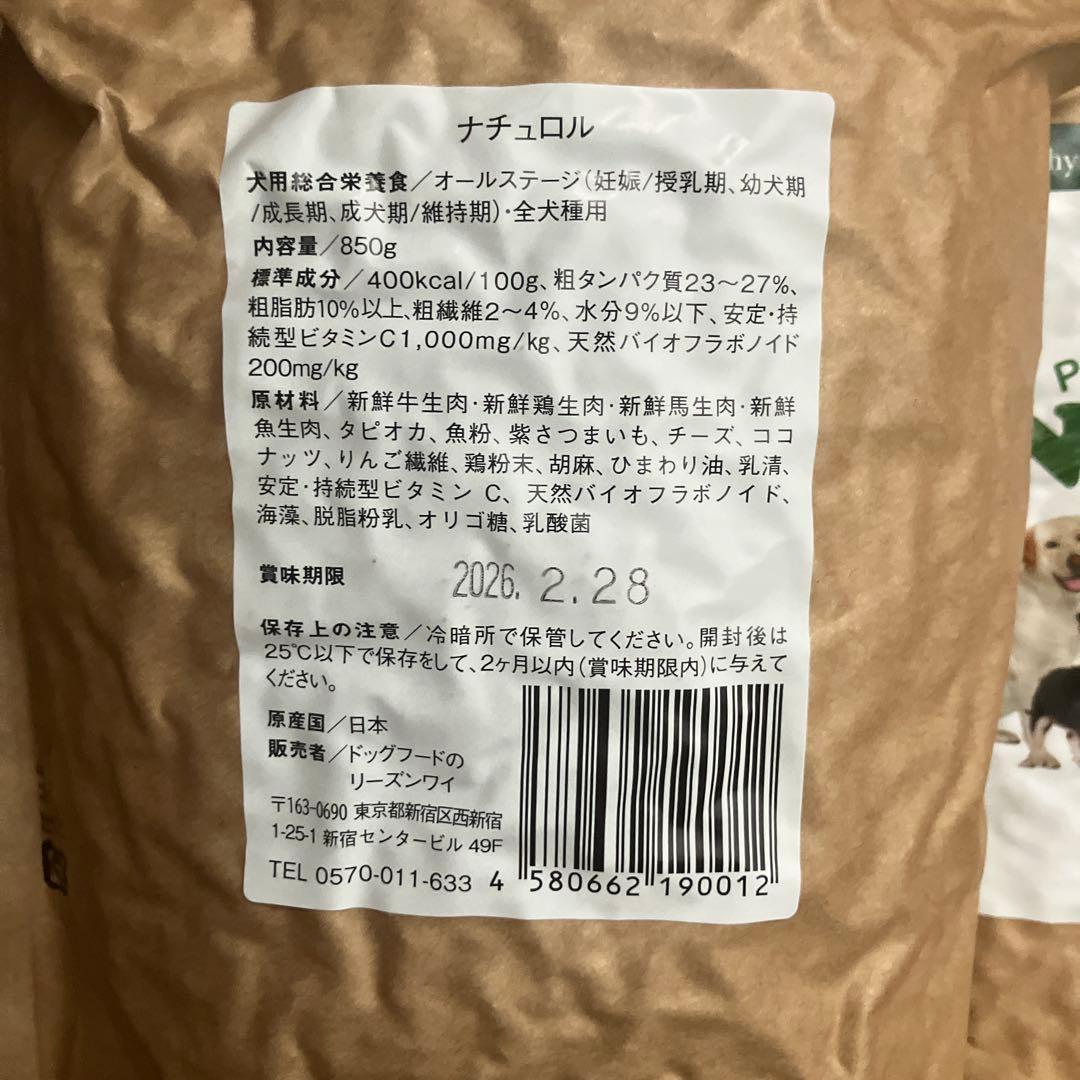 ナチュロル
犬用総合栄養食／オールステージ（妊娠/授乳期、幼犬期
/成長期、成犬期/維持期）・全犬種用
内容量／850g
標準成分／400kcal/100g、粗タンパク質23～27%、
粗脂肪10%以上、粗繊維2～4%、水分9%以下、安定・持
続型ビタミンC1,000mg/kg、天然バイオフラボノイド
200mg/kg
原材料／新鮮牛生肉・新鮮鶏生肉・新鮮馬生肉・新鮮
魚生肉、タピオカ、魚粉、紫さつまいも、チーズ、ココ
ナッツ、りんご繊維、鶏粉末、胡麻、ひまわり油、乳清、
安定・持続型ビタミン C、天然バイオフラボノイド、
海藻、脱脂粉乳、オリゴ糖、乳酸菌
賞味期限 2026. 2.28
保存上の注意／冷暗所で保管してください。開封後は
25℃以下で保存をして、2ヶ月以内（賞味期限内）に与えて
ください。
原産国／日本
販売者／ドッグフードの
リーズンワイ
〒163-0690 東京都新宿区西新宿
1-25-1 新宿センタービル 49F
TEL 0570-011-633
4 580662 190012
hy
P